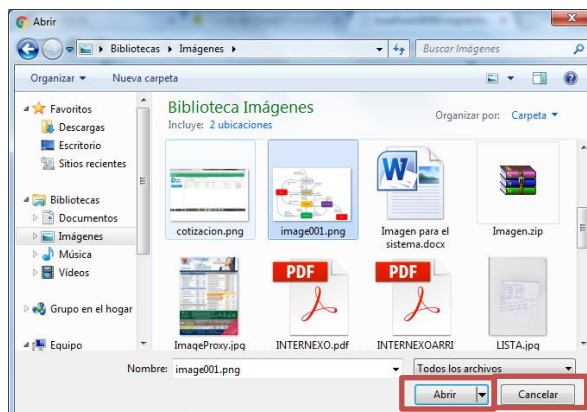 Abrir
Bibliotecas
Imágenes
Buscar Imágenes
Organizar
Nueva carpeta
Favoritos
Descargas
Escritorio
Sitios recientes
Bibliotecas
Documentos
Imágenes
Música
Vídeos
Grupo en el hogar
Equipo
Biblioteca Imágenes
Incluye: 2 ubicaciones
Organizar por: Carpeta
cotizacion.png
image001.png
Imagen para el
sistema.docx
Imagen.zip
PDF
PDF
ImageProxy.jpg
INTERNEXO.pdf
INTERNEXOARRI
LISTA.jpg
Nombre: image001.png
Todos los archivos
Abrir
Cancelar